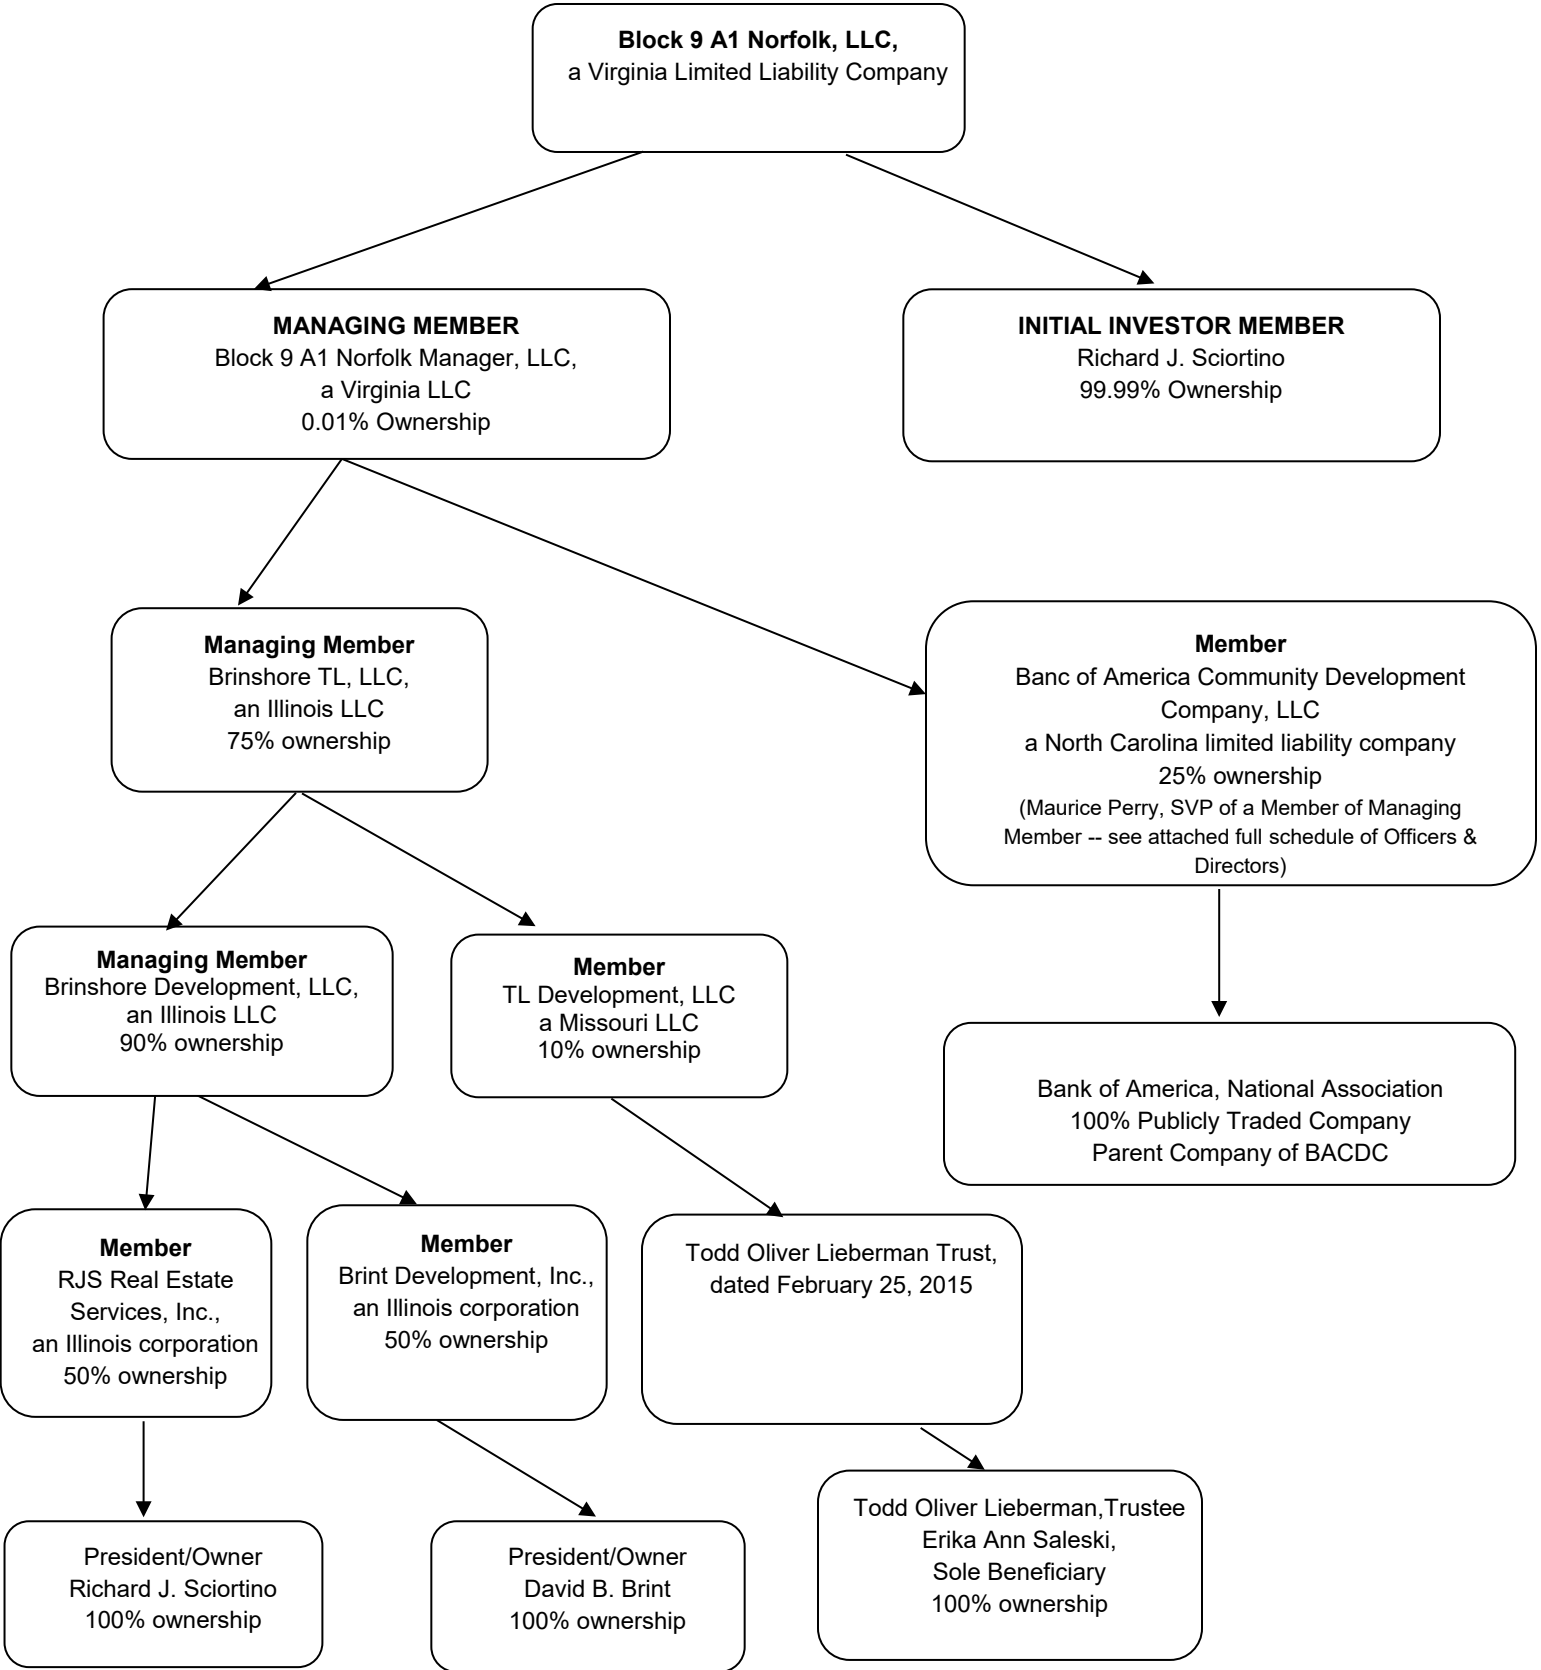 Block 9 A1 Norfolk, LLC,
a Virginia Limited Liability Company
MANAGING MEMBER
Block 9 A1 Norfolk Manager, LLC,
a Virginia LLC
0.01% Ownership
INITIAL INVESTOR MEMBER
Richard J. Sciortino
99.99% Ownership
Managing Member
Brinshore TL, LLC,
an Illinois LLC
75% ownership
Member
Banc of America Community Development
Company, LLC
a North Carolina limited liability company
25% ownership
(Maurice Perry, SVP of a Member of Managing
Member -- see attached full schedule of Officers &
Directors)
Managing Member
Brinshore Development, LLC,
an Illinois LLC
90% ownership
Member
TL Development, LLC
a Missouri LLC
10% ownership
Bank of America, National Association
100% Publicly Traded Company
Parent Company of BACDC
Member
RJS Real Estate
Services, Inc.,
an Illinois corporation
50% ownership
Member
Brint Development, Inc.,
an Illinois corporation
50% ownership
Todd Oliver Lieberman Trust,
dated February 25, 2015
President/Owner
Richard J. Sciortino
100% ownership
President/Owner
David B. Brint
100% ownership
Todd Oliver Lieberman,Trustee
Erika Ann Saleski,
Sole Beneficiary
100% ownership